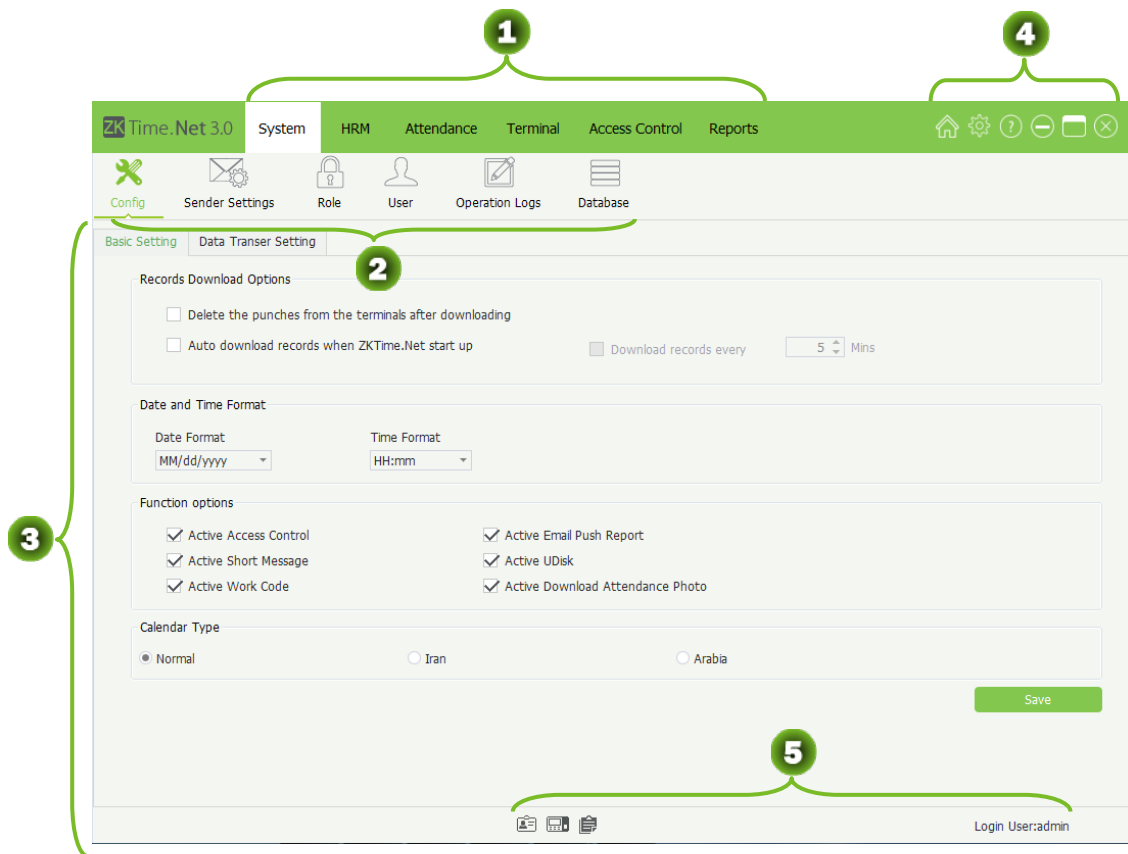 1
4
ZK Time.Net 3.0 System HRM Attendance Terminal Access Control Reports ?
Config Sender Settings Role User Operation Logs Database
Basic Setting Data Transer Setting
2
Records Download Options
Delete the punches from the terminals after downloading
Auto download records when ZKTime.Net start up Download records every 5 Mins
Date and Time Format
Date Format Time Format
MM/dd/yyyy HH:mm
Function options
3
Active Access Control Active Email Push Report
Active Short Message Active UDisk
Active Work Code Active Download Attendance Photo
Calendar Type
Normal Iran Arabia
Save
5
Login User:admin